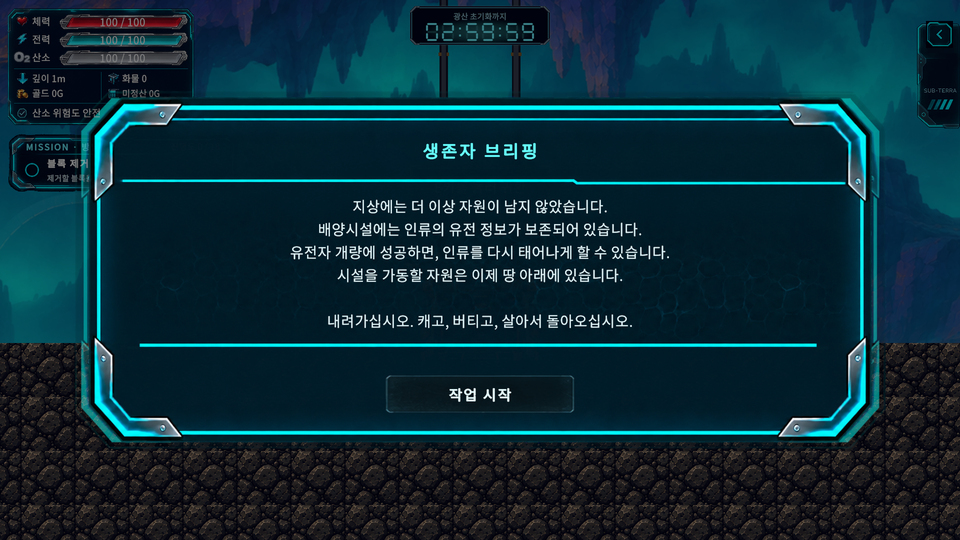 체력 100 / 100
전력 100 / 100
O₂ 산소 100 / 100
깊이 1m 화물 0
골드 0G 미정산 0G
산소 위험도 안전
MISSION
블록 제거
제거할 블록
광산 초기화까지
02:59:59
SUB-TERRA
생존자 브리핑
지상에는 더 이상 자원이 남지 않았습니다.
배양시설에는 인류의 유전 정보가 보존되어 있습니다.
유전자 개량에 성공하면, 인류를 다시 태어나게 할 수 있습니다.
시설을 가동할 자원은 이제 땅 아래에 있습니다.
내려가십시오. 캐고, 버티고, 살아서 돌아오십시오.
작업 시작